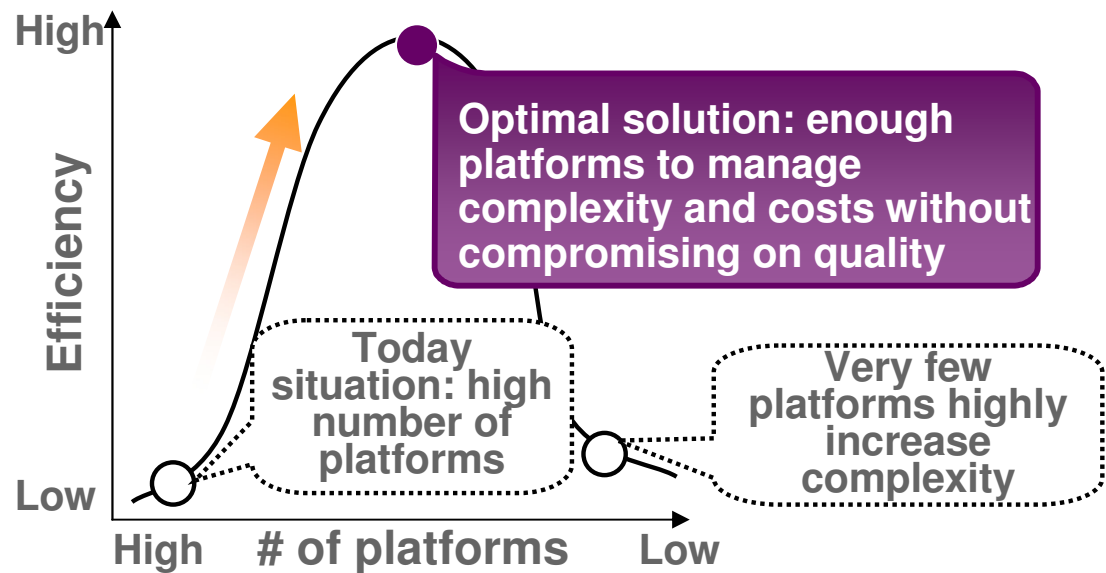 High
Optimal solution: enough
platforms to manage
complexity and costs without
compromising on quality
Efficiency
Today
situation: high
number of
platforms
Very few
platforms highly
increase
complexity
Low
High
# of platforms
Low